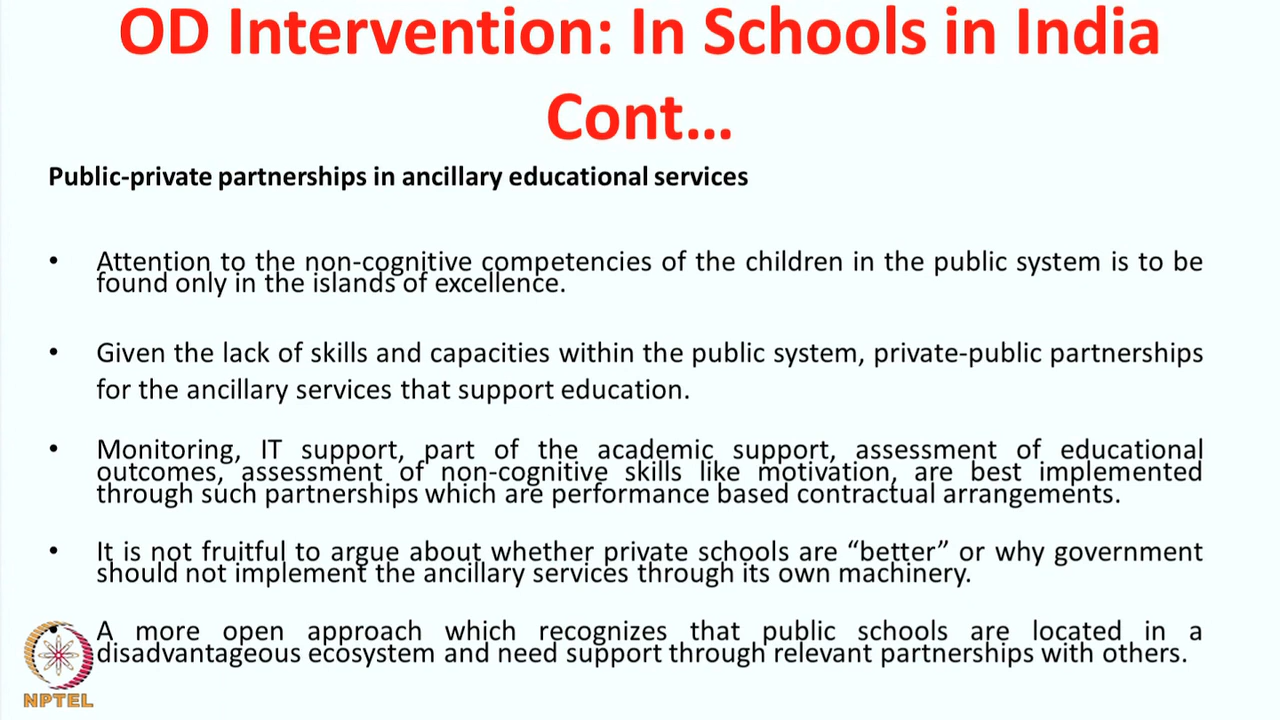 OD Intervention: In Schools in India
Cont...
Public-private partnerships in ancillary educational services
• Attention to the non-cognitive competencies of the children in the public system is to be
found only in the islands of excellence.
• Given the lack of skills and capacities within the public system, private-public partnerships
for the ancillary services that support education.
• Monitoring, IT support, part of the academic support, assessment of educational
outcomes, assessment of non-cognitive skills like motivation, are best implemented
through such partnerships which are performance based contractual arrangements.
• It is not fruitful to argue about whether private schools are “better” or why government
should not implement the ancillary services through its own machinery.
• A more open approach which recognizes that public schools are located in a
disadvantageous ecosystem and need support through relevant partnerships with others.
NPTEL